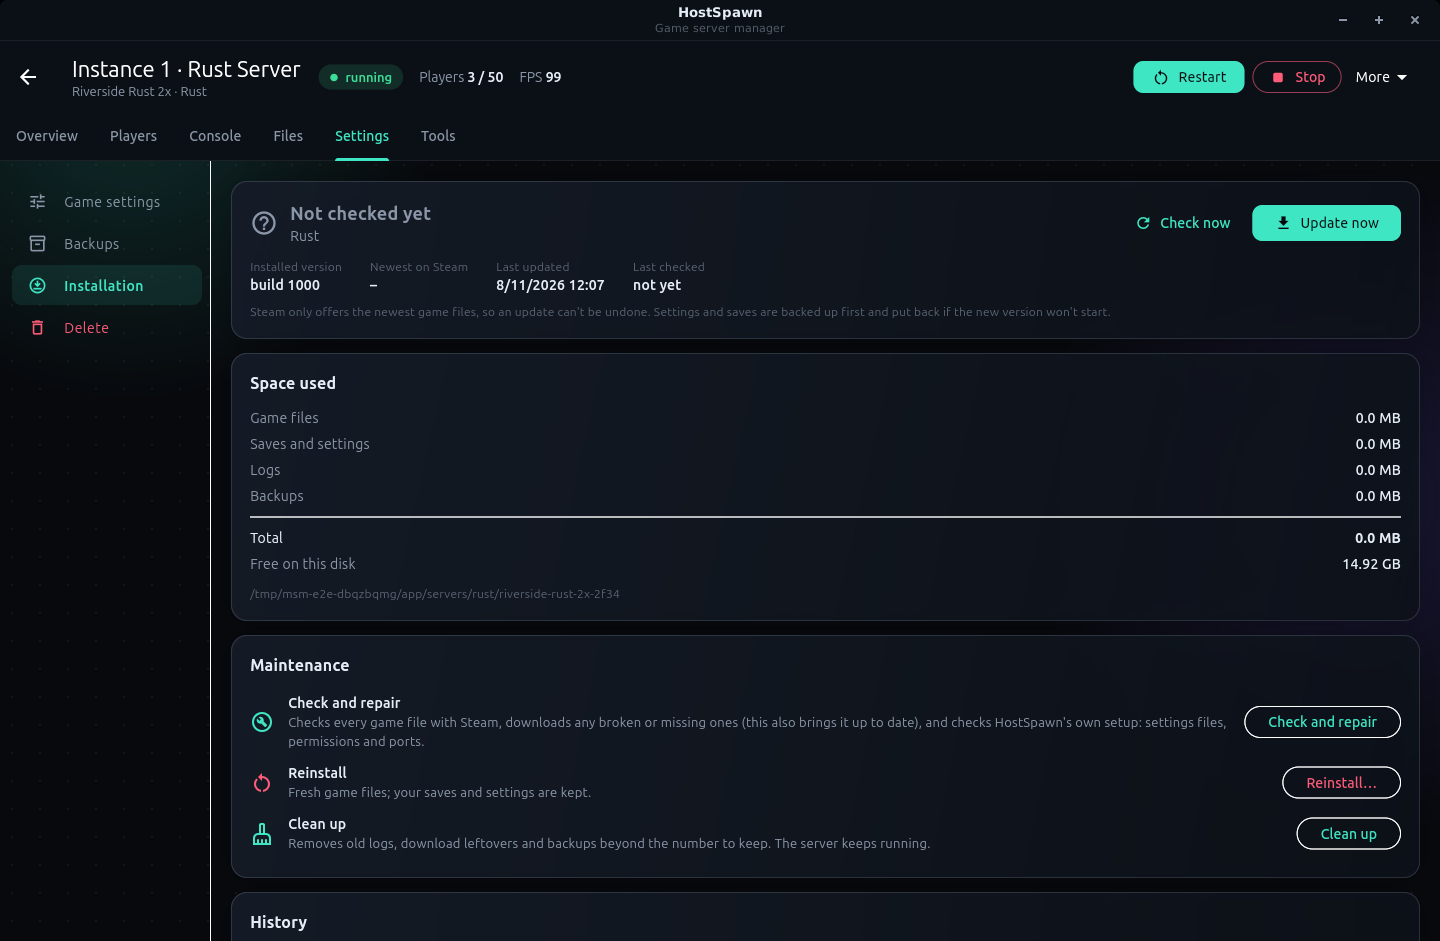 HostSpawn
Game server manager
Instance 1 · Rust Server
Riverside Rust 2x · Rust
running
Players 3 / 50
FPS 99
Restart
Stop
More
Overview
Players
Console
Files
Settings
Tools
Game settings
Backups
Installation
Delete
Not checked yet
Rust
Check now
Update now
Installed version
build 1000
Newest on Steam
–
Last updated
8/11/2026 12:07
Last checked
not yet
Steam only offers the newest game files, so an update can't be undone. Settings and saves are backed up first and put back if the new version won't start.
Space used
Game files 0.0 MB
Saves and settings 0.0 MB
Logs 0.0 MB
Backups 0.0 MB
Total 0.0 MB
Free on this disk 14.92 GB
/tmp/msm-e2e-dbqzbqmg/app/servers/rust/riverside-rust-2x-2f34
Maintenance
Check and repair
Checks every game file with Steam, downloads any broken or missing ones (this also brings it up to date), and checks HostSpawn's own setup: settings files,
permissions and ports.
Check and repair
Reinstall
Fresh game files; your saves and settings are kept.
Reinstall…
Clean up
Removes old logs, download leftovers and backups beyond the number to keep. The server keeps running.
Clean up
History